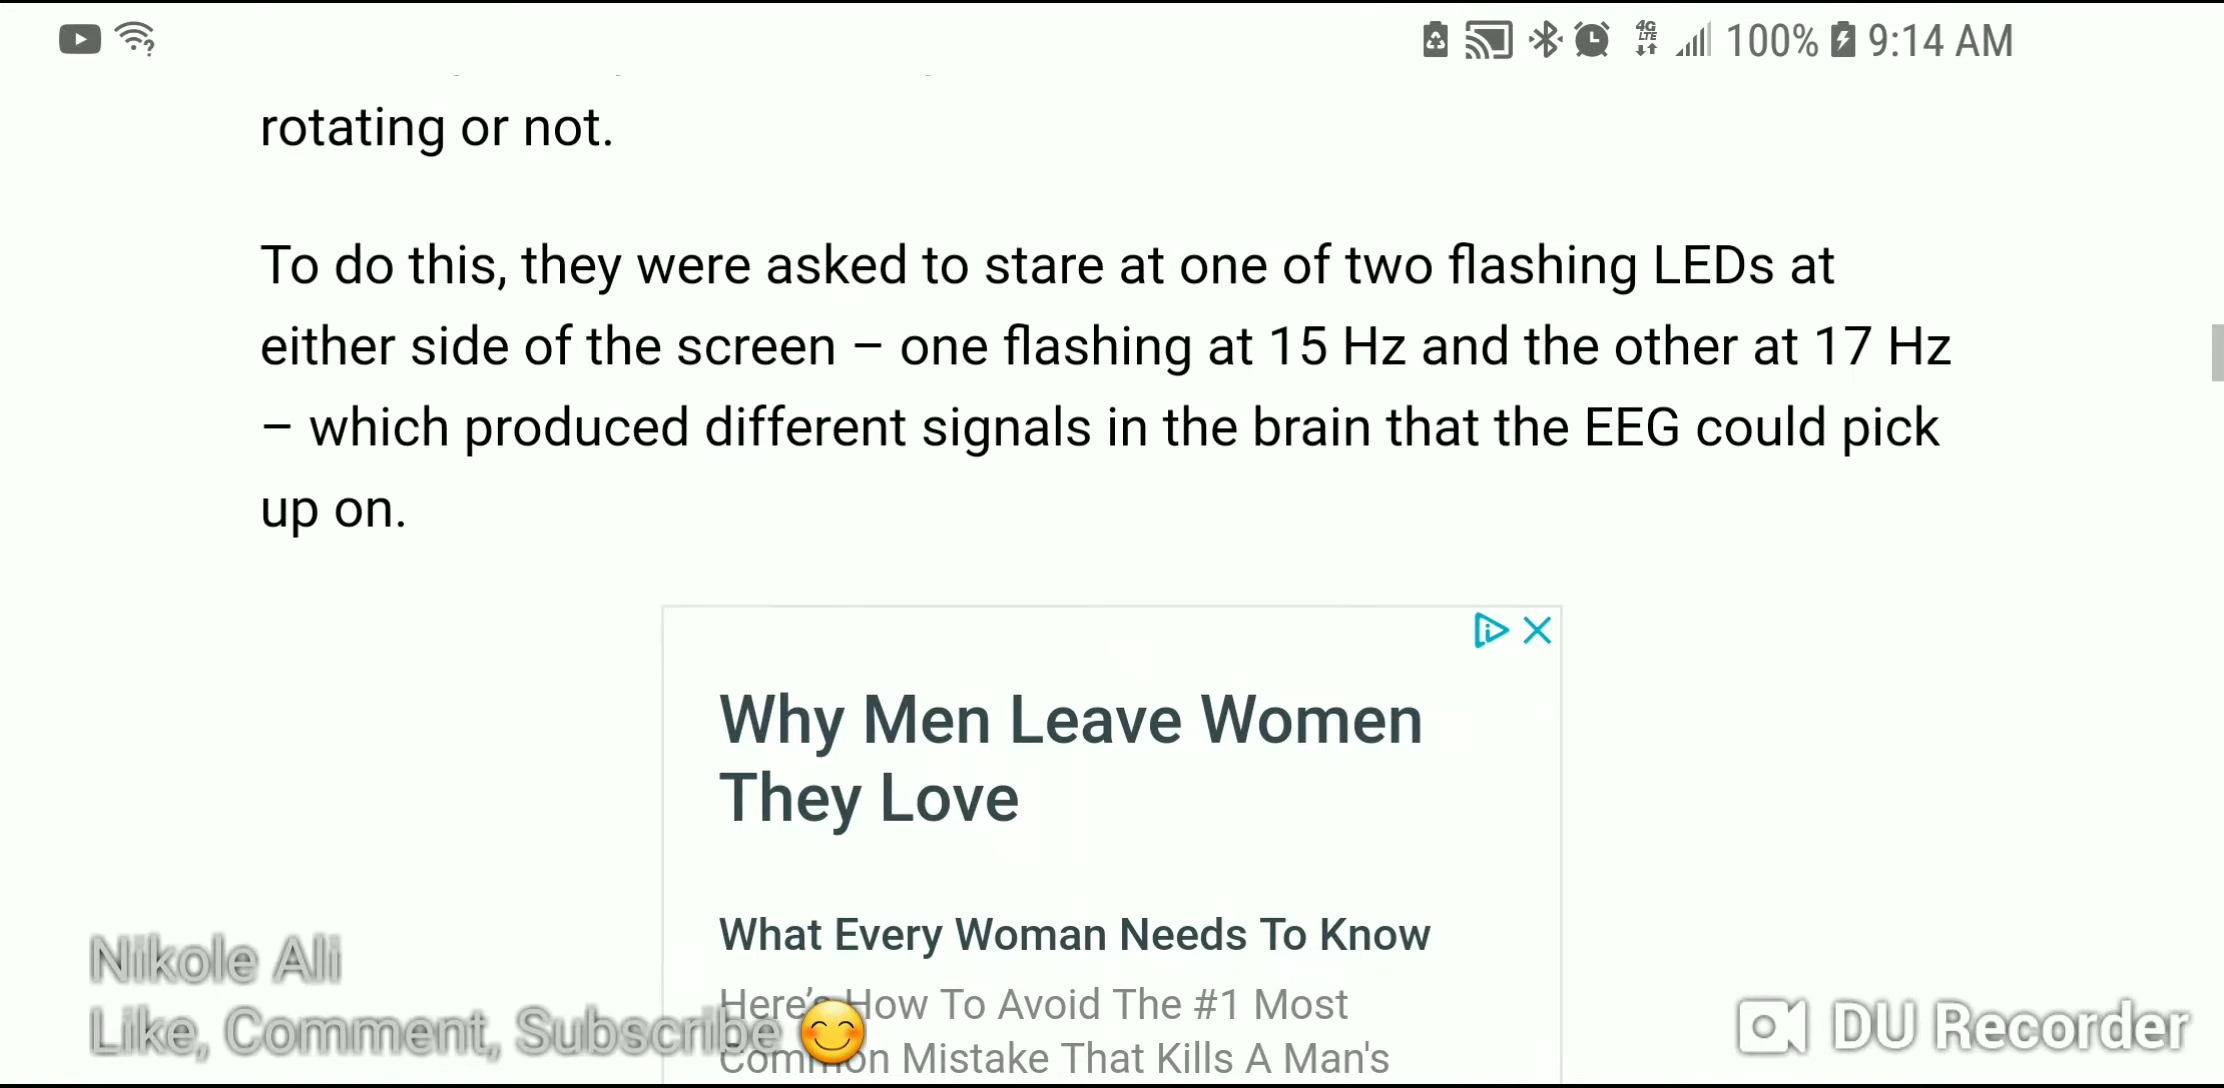 4G
LTE
100%
9:14 AM
rotating or not.
To do this, they were asked to stare at one of two flashing LEDs at
either side of the screen – one flashing at 15 Hz and the other at 17 Hz
– which produced different signals in the brain that the EEG could pick
up on.
Why Men Leave Women
They Love
What Every Woman Needs To Know
Here's How To Avoid The #1 Most
Common Mistake That Kills A Man's
Nikole Ali
Like, Comment, Subscribe 😊
DU Recorder